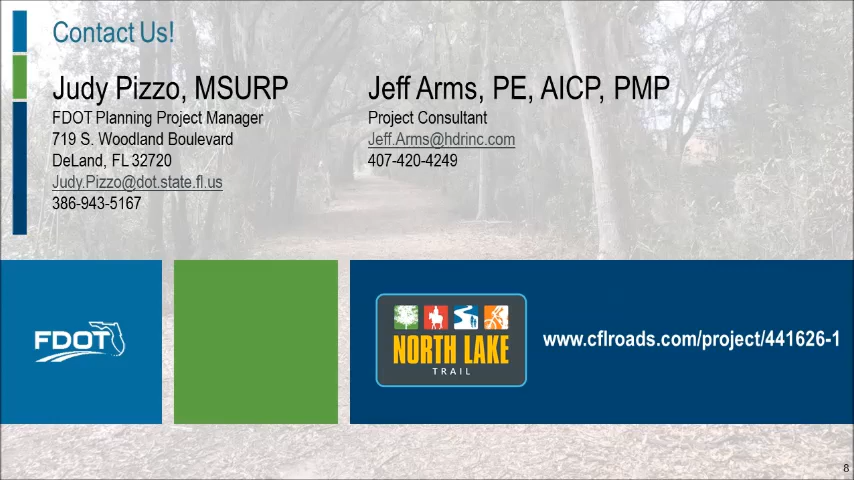 Contact Us!
Judy Pizzo, MSURP
FDOT Planning Project Manager
719 S. Woodland Boulevard
DeLand, FL 32720
Judy.Pizzo@dot.state.fl.us
386-943-5167
Jeff Arms, PE, AICP, PMP
Project Consultant
Jeff.Arms@hdrinc.com
407-420-4249
FDOT
NORTH LAKE
TRAIL
www.cflroads.com/project/441626-1
8